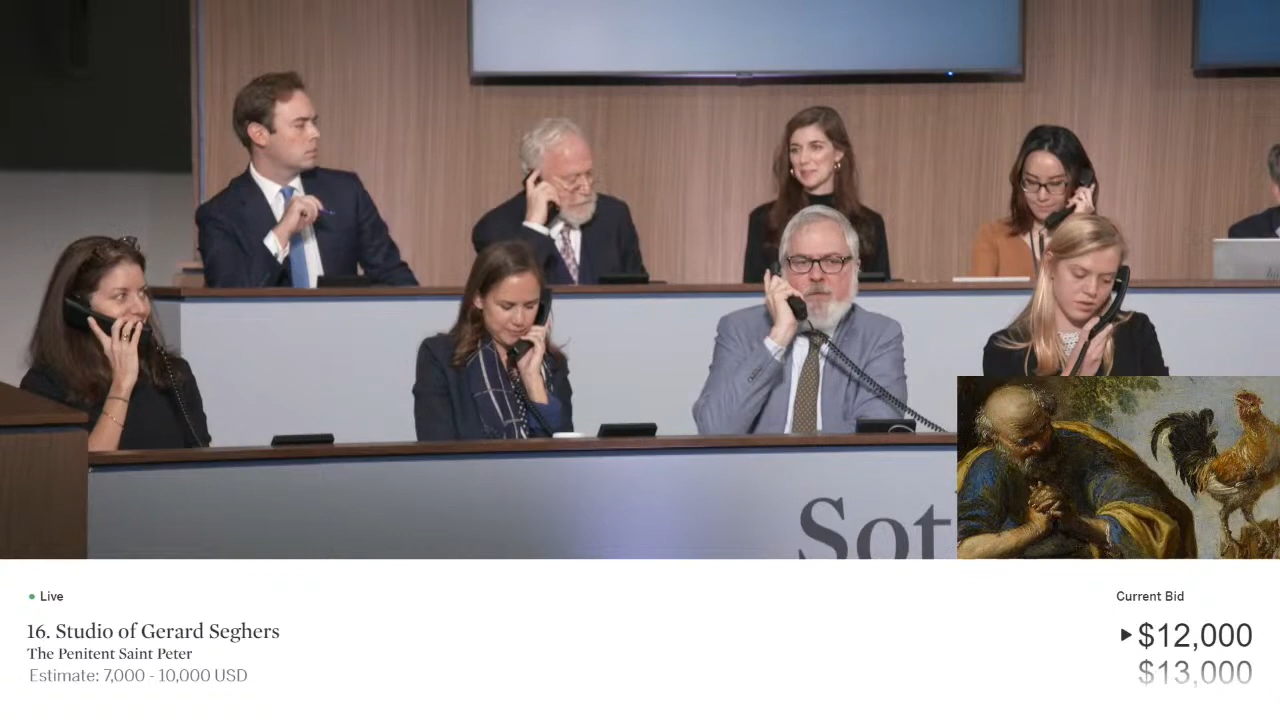 Sot
Live
16. Studio of Gerard Seghers
The Penitent Saint Peter
Estimate: 7,000 - 10,000 USD
Current Bid
$12,000
$13,000